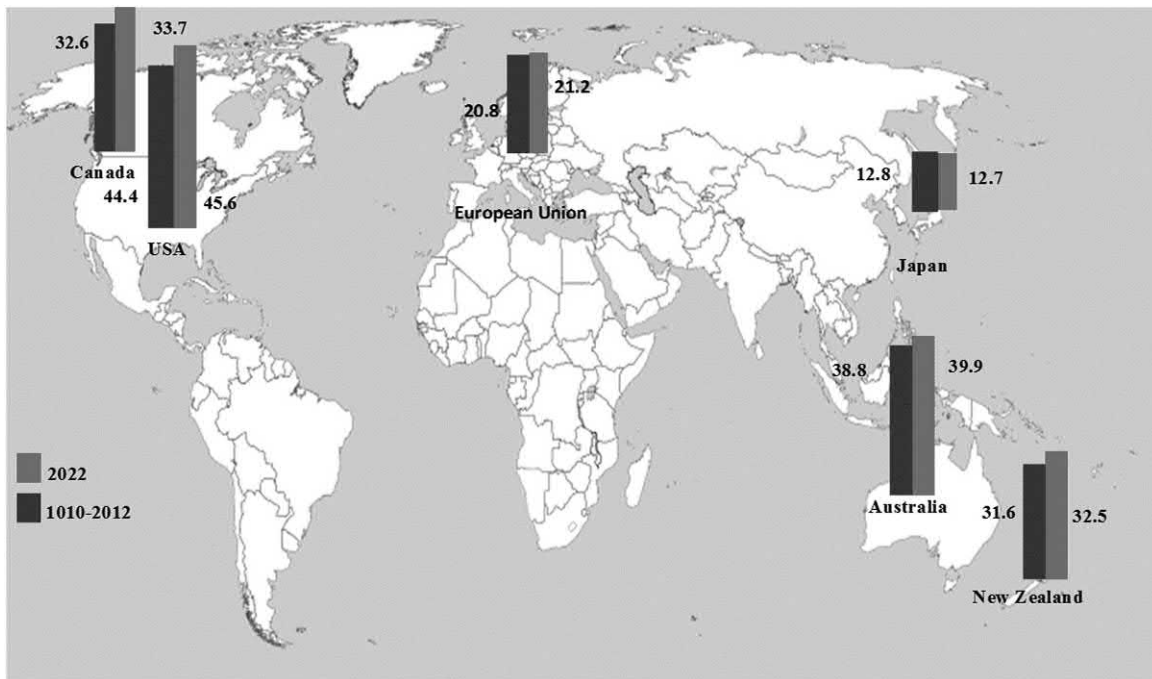 32.6
33.7
Canada
44.4
45.6
USA
20.8
21.2
European Union
12.8
12.7
Japan
38.8
39.9
Australia
31.6
32.5
New Zealand
2022
1010-2012